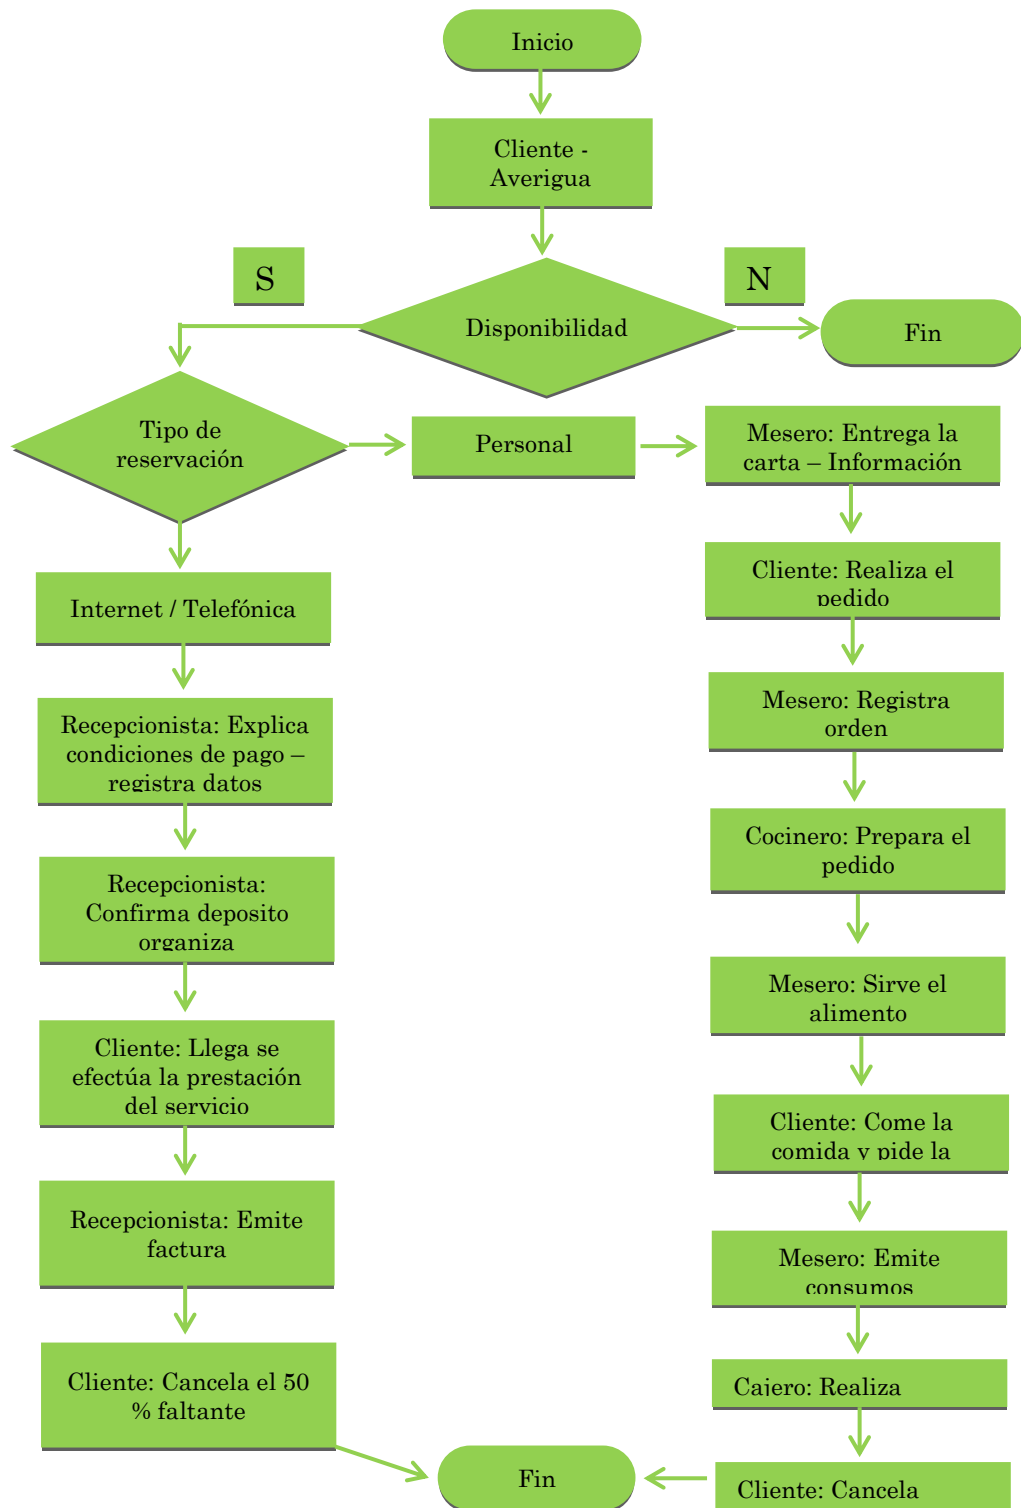 Inicio
Cliente -
Averigua
S
N
Disponibilidad
Fin
Tipo de
reservación
Personal
Mesero: Entrega la
carta – Información
Cliente: Realiza el
pedido
Internet / Telefónica
Mesero: Registra
orden
Recepcionista: Explica
condiciones de pago –
registra datos
Cocinero: Prepara el
pedido
Recepcionista:
Confirma deposito
organiza
Mesero: Sirve el
alimento
Cliente: Llega se
efectúa la prestación
del servicio
Cliente: Come la
comida y pide la
Recepcionista: Emite
factura
Mesero: Emite
consumos
Cliente: Cancela el 50
% faltante
Cajero: Realiza
Fin
Cliente: Cancela